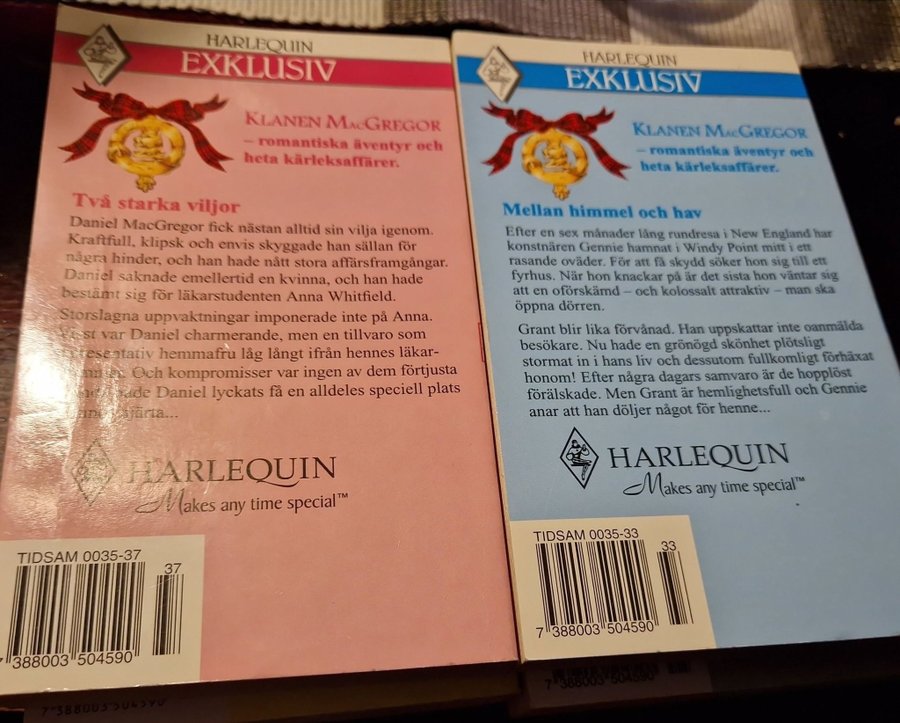 HARLEQUIN
EXKLUSIV
KLANEN MACGREGOR
– romantiska äventyr och
heta kärleksaffärer.
Två starka viljor
Daniel MacGregor fick nästan alltid sin vilja igenom.
Kraftfull, klipsk och envis skyggade han sällan för
några hinder, och han hade nått stora affärsframgångar.
Daniel saknade emellertid en kvinna, och han hade
bestämt sig för läkarstudenten Anna Whitfield.
Storslagna uppvaktningar imponerade inte på Anna.
Visst var Daniel charmerande, men en tillvaro som
representativ hemmafru låg långt ifrån hennes läkar-
Och kompromisser var ingen av dem förtjusta
hade Daniel lyckats få en alldeles speciell plats
hjärta...
HARLEQUIN
Makes any time special™
TIDSAM 0035-37
37
7 388003 504590
7 388003 504590
HARLEQUIN
EXKLUSIV
KLANEN MACGREGOR
– romantiska äventyr och
heta kärleksaffärer.
Mellan himmel och hav
Efter en sex månader lång rundresa i New England har
konstnären Gennie hamnat i Windy Point mitt i ett
rasande oväder. För att få skydd söker hon sig till ett
fyrhus. När hon knackar på är det sista hon väntar sig
att en oförskämd – och kolossalt attraktiv – man ska
öppna dörren.
Grant blir lika förvånad. Han uppskattar inte oanmälda
besökare. Nu hade en grönögd skönhet plötsligt
stormat in i hans liv och dessutom fullkomligt förhäxat
honom! Efter några dagars samvaro är de hopplöst
förälskade. Men Grant är hemlighetsfull och Gennie
anar att han döljer något för henne...
HARLEQUIN
Makes any time special™
TIDSAM 0035-33
33
7 388003 504590
7 388003 504590